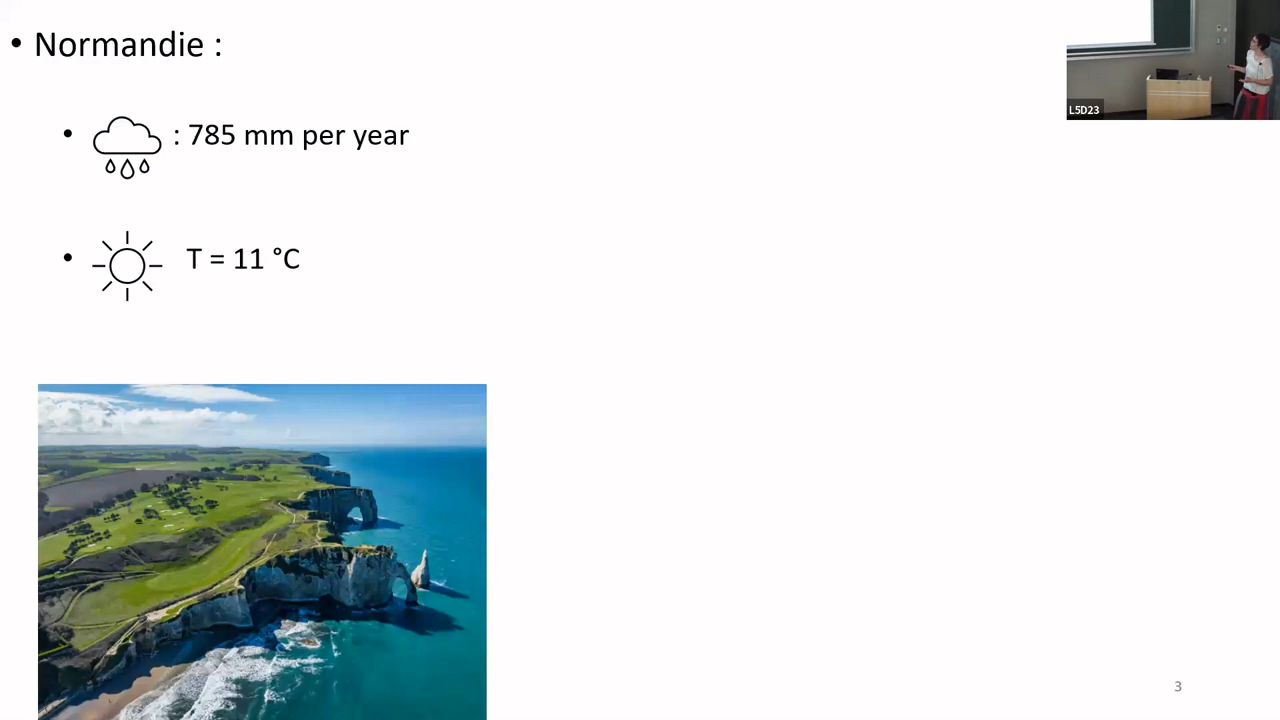 • Normandie :
• : 785 mm per year
• T = 11 °C
L5D23
3